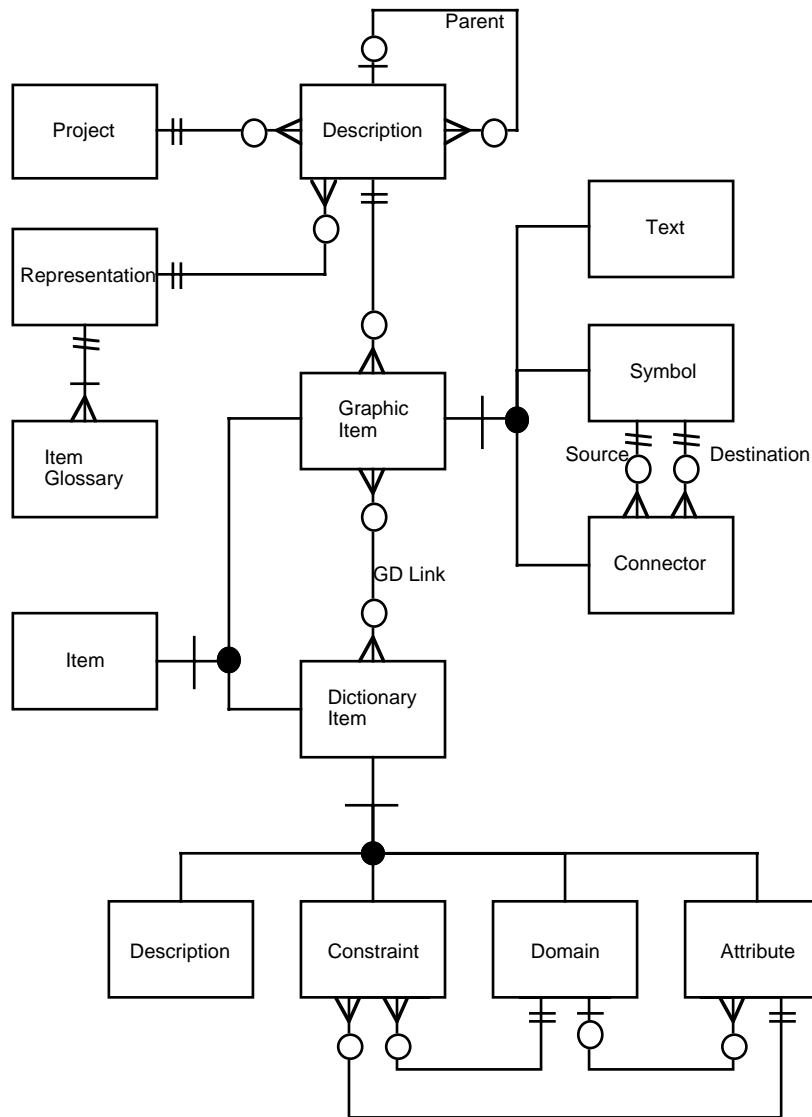 Parent
Project
Description
Text
Representation
Symbol
Graphic
Item
Item
Glossary
Source
Destination
Connector
GD Link
Item
Dictionary
Item
Description
Constraint
Domain
Attribute